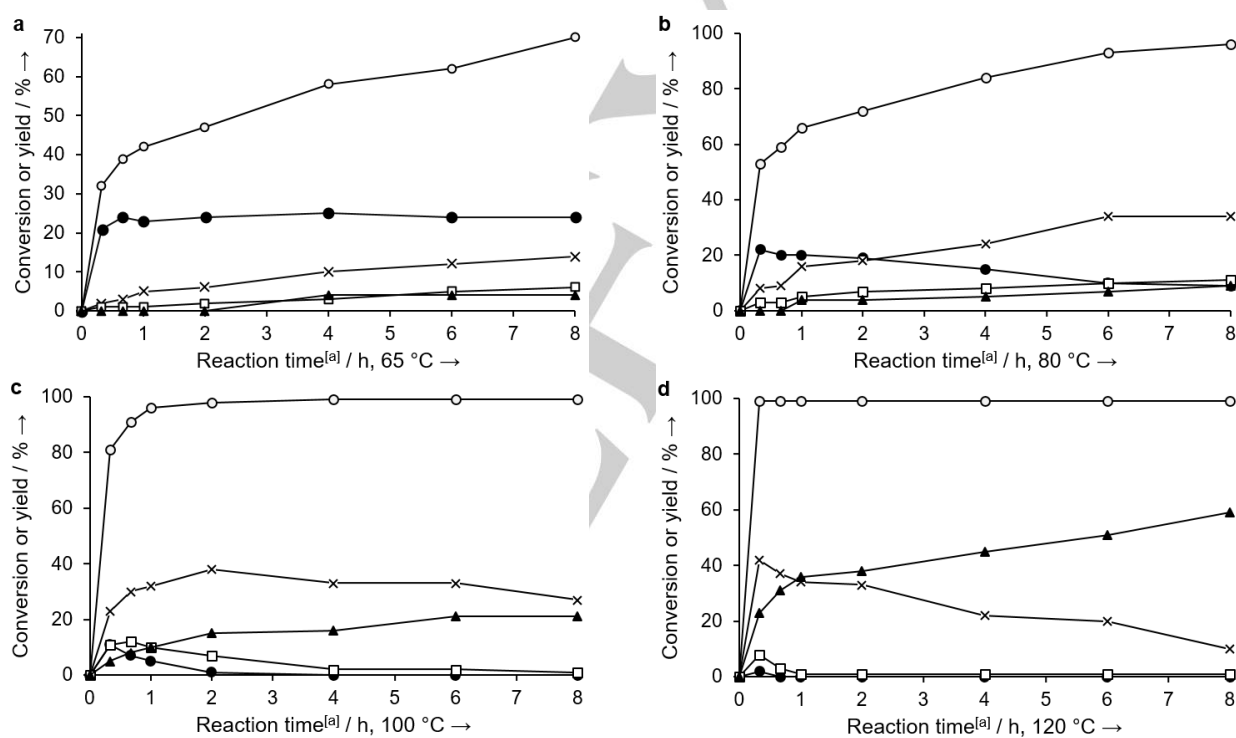 a
70
60
50
40
30
20
10
0
Conversion or yield / % →
0 1 2 3 4 5 6 7 8
Reaction time[a] / h, 65 °C →
b
100
80
60
40
20
0
Conversion or yield / % →
0 1 2 3 4 5 6 7 8
Reaction time[a] / h, 80 °C →
c
100
80
60
40
20
0
Conversion or yield / % →
0 1 2 3 4 5 6 7 8
Reaction time[a] / h, 100 °C →
d
100
80
60
40
20
0
Conversion or yield / % →
0 1 2 3 4 5 6 7 8
Reaction time[a] / h, 120 °C →